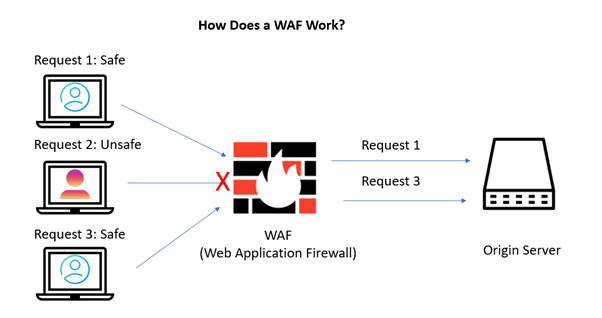 How Does a WAF Work?
Request 1: Safe
Request 2: Unsafe
Request 3: Safe
X
WAF
(Web Application Firewall)
Request 1
Request 3
Origin Server